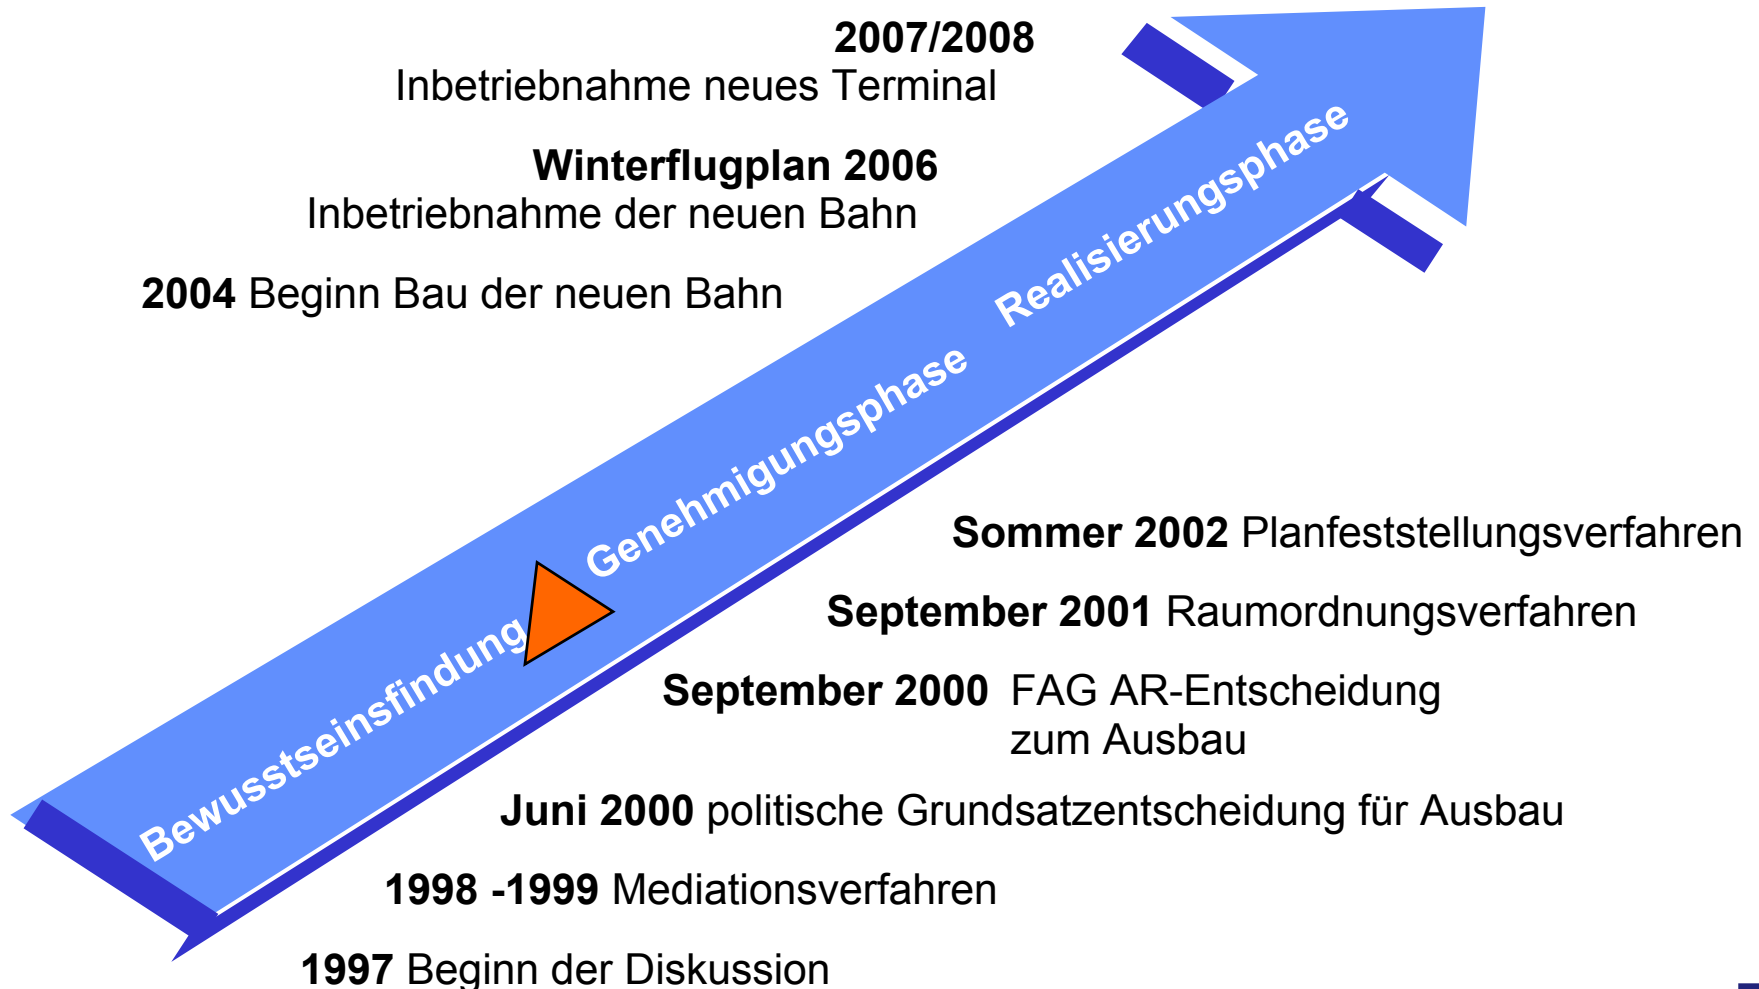 2007/2008
Inbetriebnahme neues Terminal
Winterflugplan 2006
Inbetriebnahme der neuen Bahn
2004 Beginn Bau der neuen Bahn
Realisierungsphase
Genehmigungsphase
Bewusstseinsfindung
Sommer 2002 Planfeststellungsverfahren
September 2001 Raumordnungsverfahren
September 2000 FAG AR-Entscheidung
zum Ausbau
Juni 2000 politische Grundsatzentscheidung für Ausbau
1998 -1999 Mediationsverfahren
1997 Beginn der Diskussion